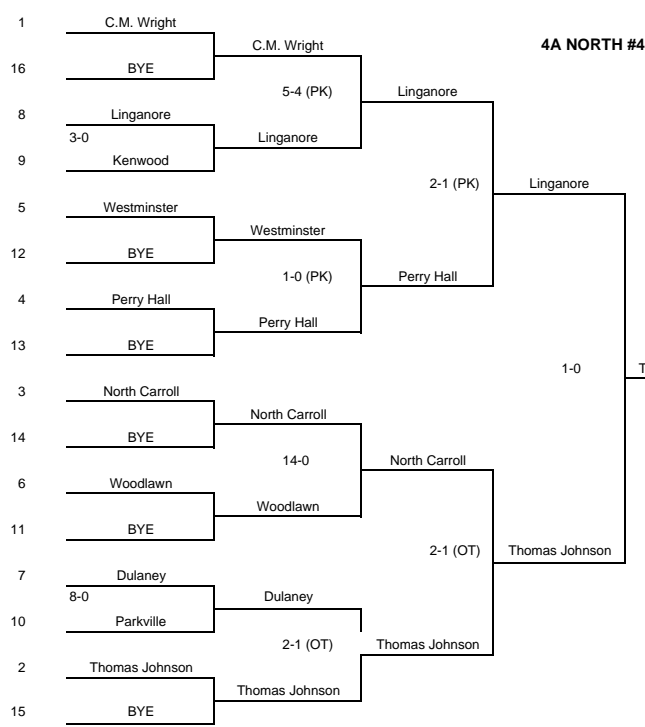 1 C.M. Wright
C.M. Wright
4A NORTH #4
16 BYE
5-4 (PK) Linganore
8 Linganore
3-0 Linganore
9 Kenwood
2-1 (PK) Linganore
5 Westminster
Westminster
12 BYE
1-0 (PK) Perry Hall
4 Perry Hall
Perry Hall
13 BYE
1-0
T
3 North Carroll
North Carroll
14 BYE
14-0 North Carroll
6 Woodlawn
Woodlawn
11 BYE
2-1 (OT) Thomas Johnson
7 Dulaney
8-0 Dulaney
10 Parkville
2-1 (OT) Thomas Johnson
2 Thomas Johnson
Thomas Johnson
15 BYE